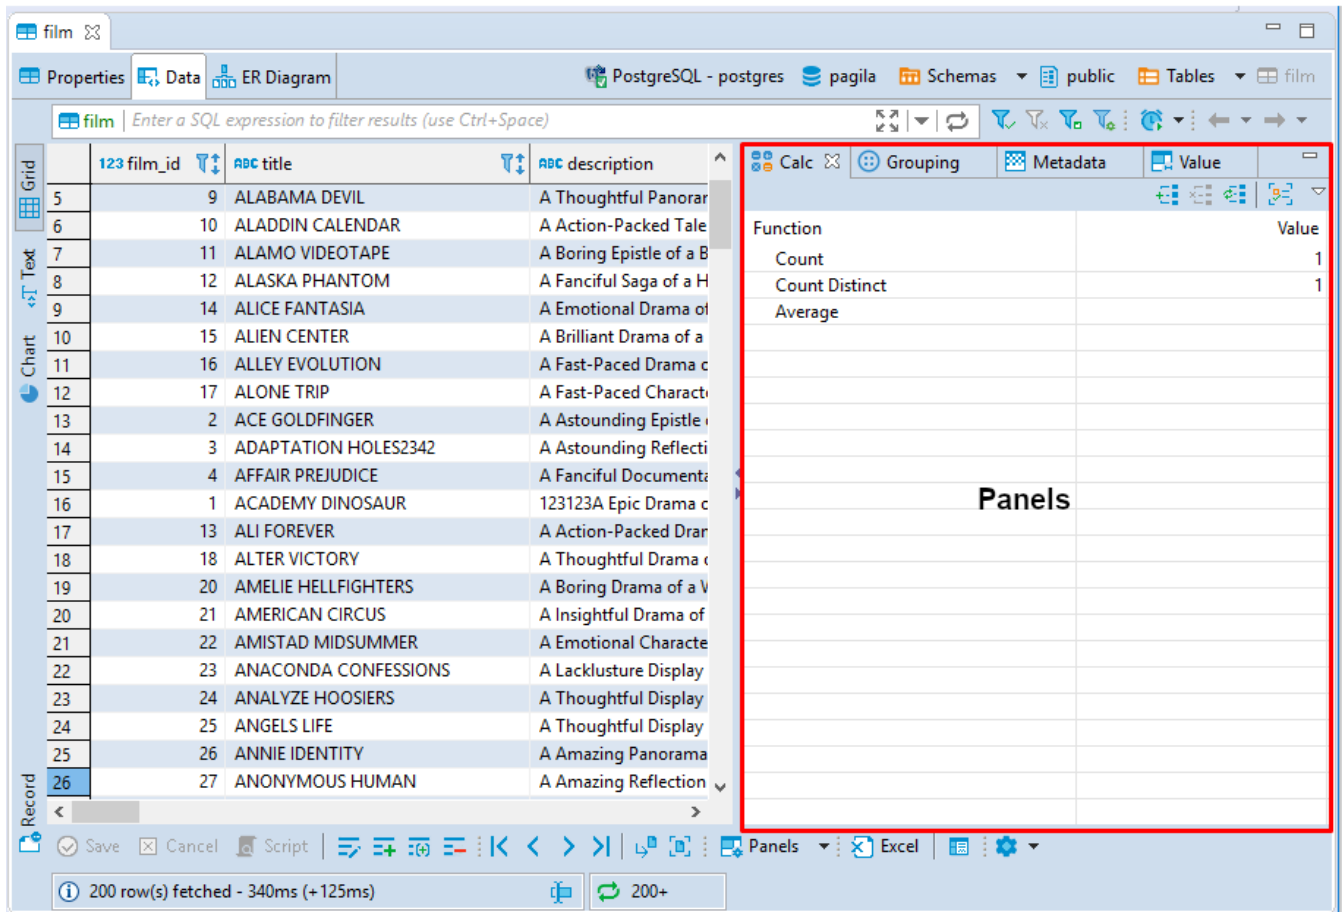 film
Properties Data ER Diagram PostgreSQL - postgres pagila Schemas public Tables film
film Enter a SQL expression to filter results (use Ctrl+Space)
Grid
Text
Chart
Record
123 film_id ABC title ABC description
5 9 ALABAMA DEVIL A Thoughtful Panorar
6 10 ALADDIN CALENDAR A Action-Packed Tale
7 11 ALAMO VIDEOTAPE A Boring Epistle of a B
8 12 ALASKA PHANTOM A Fanciful Saga of a H
9 14 ALICE FANTASIA A Emotional Drama of
10 15 ALIEN CENTER A Brilliant Drama of a
11 16 ALLEY EVOLUTION A Fast-Paced Drama c
12 17 ALONE TRIP A Fast-Paced Characte
13 2 ACE GOLDFINGER A Astounding Epistle
14 3 ADAPTATION HOLES2342 A Astounding Reflecti
15 4 AFFAIR PREJUDICE A Fanciful Documenta
16 1 ACADEMY DINOSAUR 123123A Epic Drama c
17 13 ALI FOREVER A Action-Packed Drar
18 18 ALTER VICTORY A Thoughtful Drama
19 20 AMELIE HELLFIGHTERS A Boring Drama of a V
20 21 AMERICAN CIRCUS A Insightful Drama of
21 22 AMISTAD MIDSUMMER A Emotional Characte
22 23 ANACONDA CONFESSIONS A Lacklusture Display
23 24 ANALYZE HOOSIERS A Thoughtful Display
24 25 ANGELS LIFE A Thoughtful Display
25 26 ANNIE IDENTITY A Amazing Panorama
26 27 ANONYMOUS HUMAN A Amazing Reflection
Calc Grouping Metadata Value
Function Value
Count 1
Count Distinct 1
Average
Panels
Save Cancel Script Panels Excel
200 row(s) fetched - 340ms (+125ms) 200+